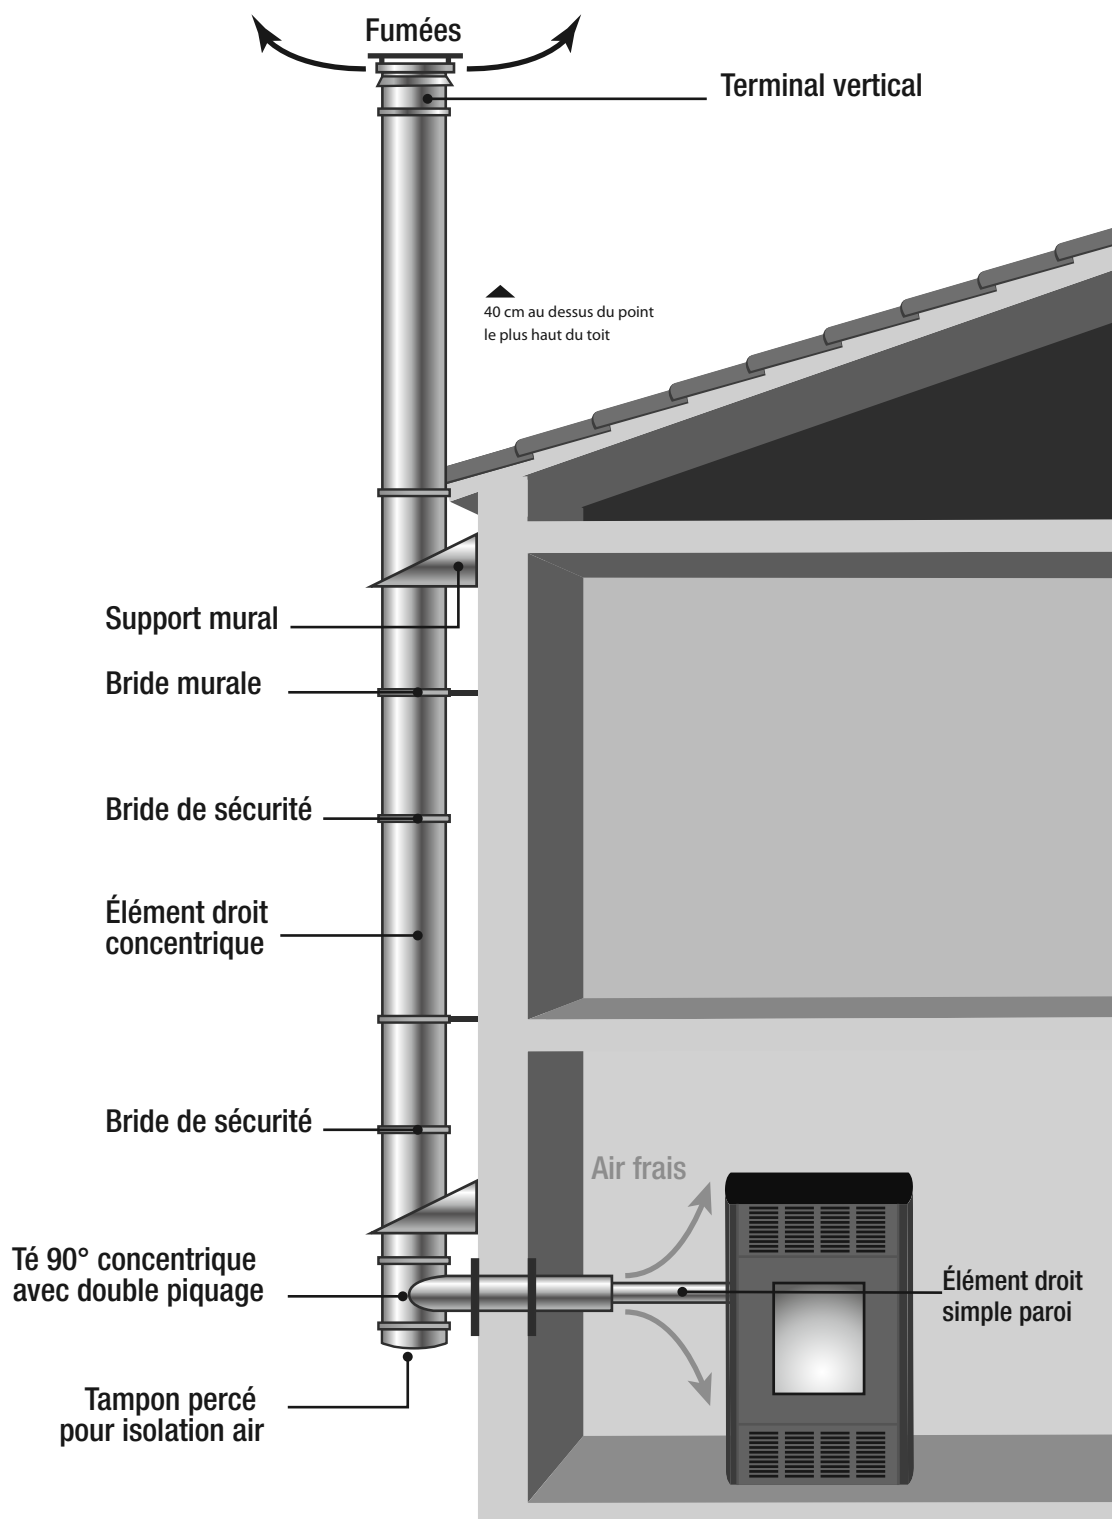 Fumées
Terminal vertical
40 cm au dessus du point
le plus haut du toit
Support mural
Bride murale
Bride de sécurité
Élément droit
concentrique
Bride de sécurité
Air frais
Té 90° concentrique
avec double piquage
Élément droit
simple paroi
Tampon percé
pour isolation air